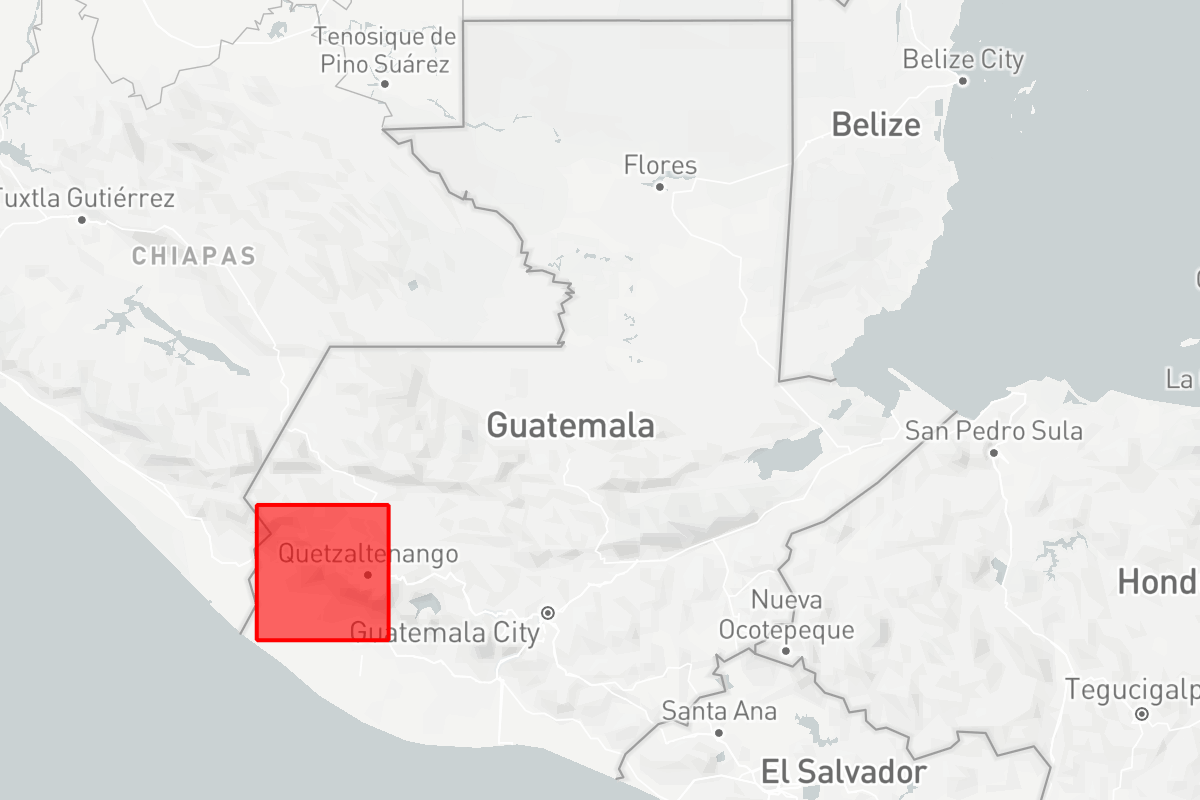 Tenosique de
Pino Suárez
Belize City
Belize
Flores
Tuxtla Gutiérrez
CHIAPAS
La
Guatemala
San Pedro Sula
Quetzaltenango
Hond
Nueva
Ocotepeque
Guatemala City
Tegucigalp
Santa Ana
El Salvador